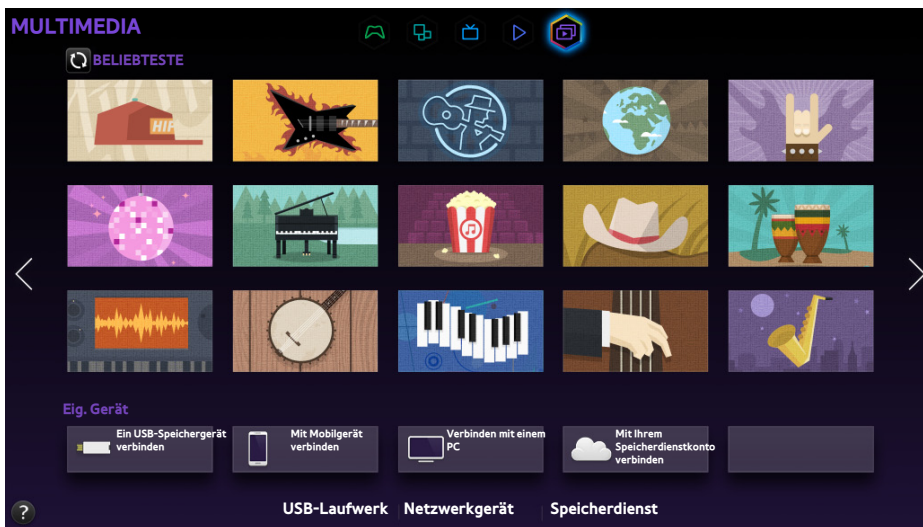 MULTIMEDIA
BELIEBTESTE
HIP
Eig. Gerät
Ein USB-Speichergerät
verbinden
Mit Mobilgerät
verbinden
Verbinden mit einem
PC
Mit Ihrem
Speicherdienstkonto
verbinden
?
USB-Laufwerk
Netzwerkgerät
Speicherdienst